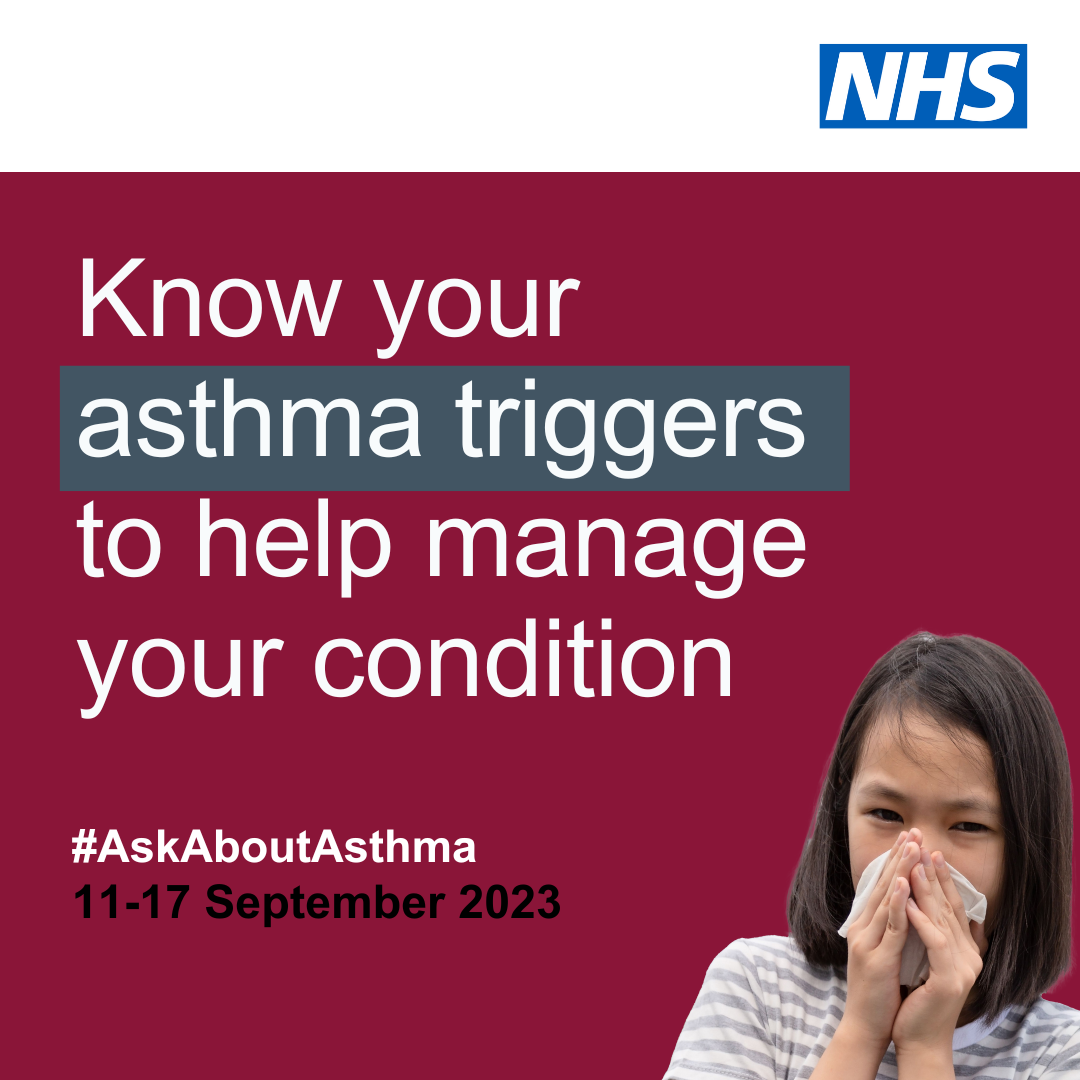 NHS
Know your
asthma triggers
to help manage
your condition
#AskAboutAsthma
11-17 September 2023